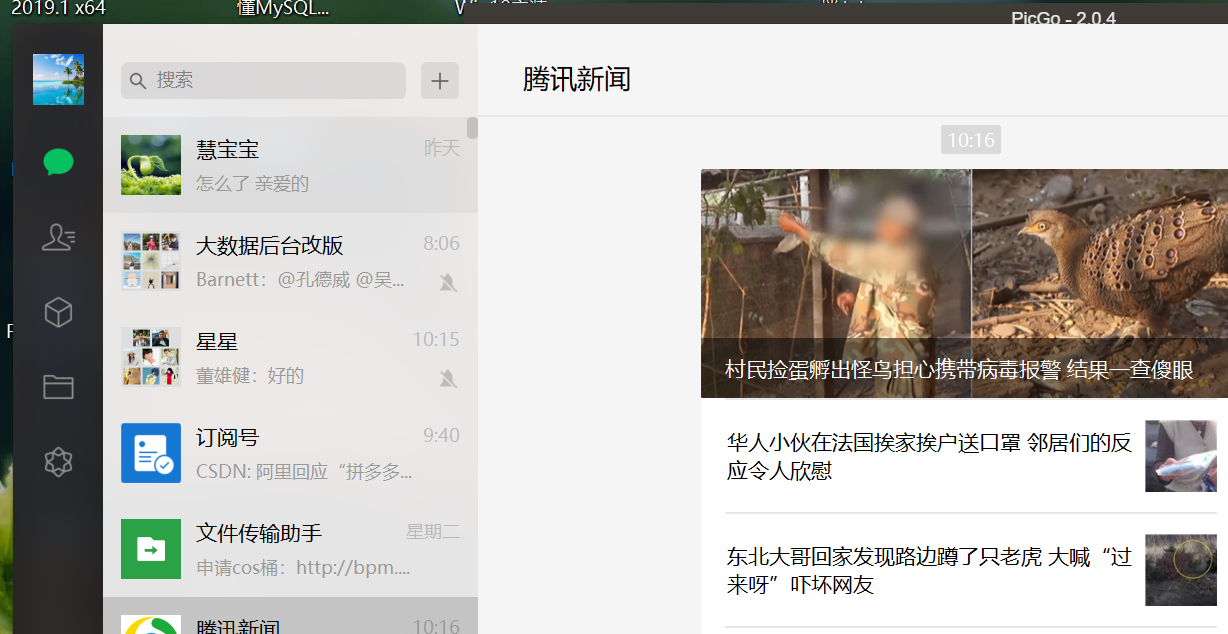 2019.1 x64
懂MySQL...
PicGo - 2.0.4
搜索
慧宝宝
昨天
怎么了 亲爱的
大数据后台改版
8:06
Barnett：@孔德威 @吴...
星星
10:15
董雄健：好的
订阅号
9:40
CSDN: 阿里回应“拼多多...
文件传输助手
星期二
申请cos桶：http://bpm....
腾讯新闻
10:16
腾讯新闻
10:16
村民捡蛋孵出怪鸟担心携带病毒报警 结果一查傻眼
华人小伙在法国挨家挨户送口罩 邻居们的反
应令人欣慰
东北大哥回家发现路边蹲了只老虎 大喊“过
来呀”吓坏网友